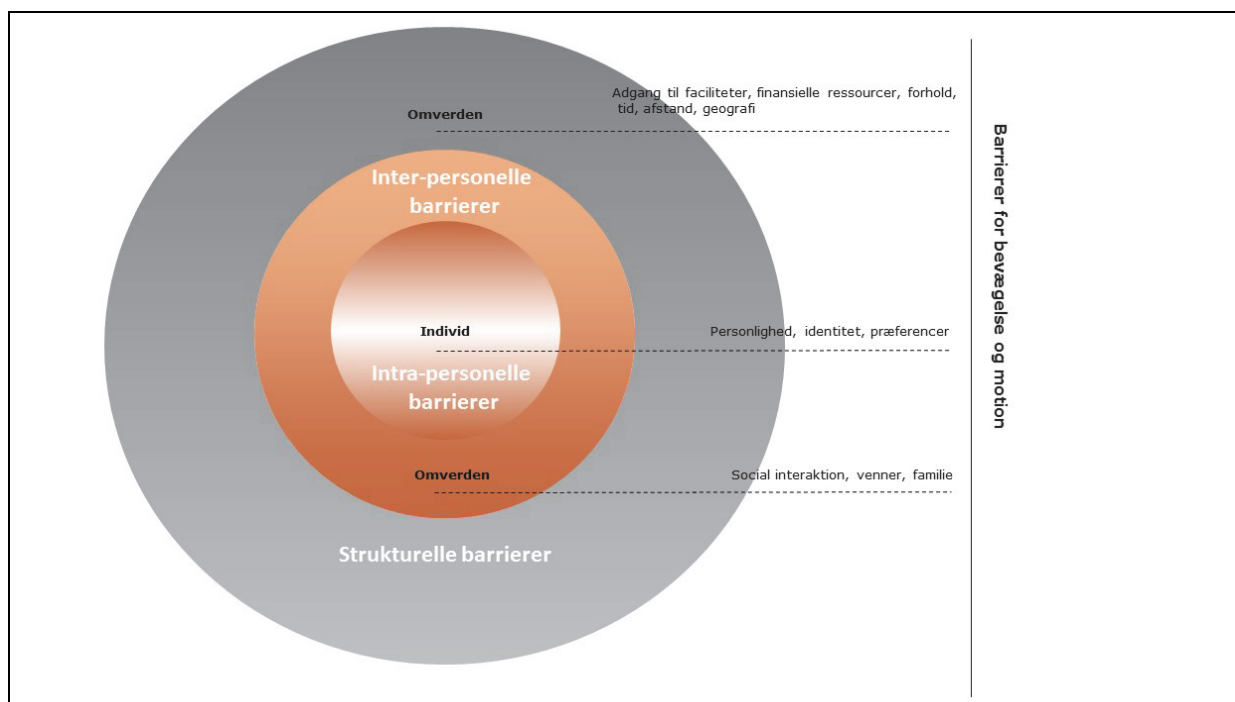 Adgang til faciliteter, finansielle ressourcer, forhold,
tid, afstand, geografi
Omverden
Inter-personelle
barrierer
Individ
Personlighed, identitet, præferencer
Intra-personelle
barrierer
Omverden
Social interaktion, venner, familie
Strukturelle barrierer
Barrierer for bevægelse og motion